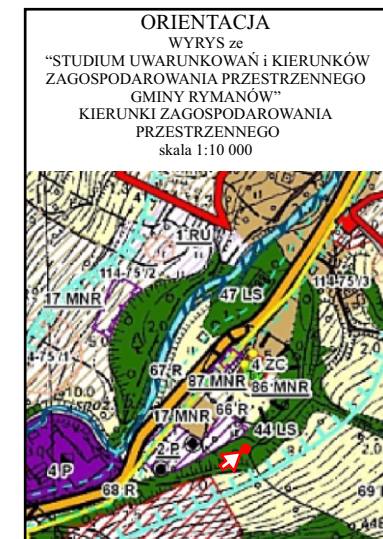 ORIENTACJA
WYRYS ze
“STUDIUM UWARUNKOWAŃ i KIERUNKÓW
ZAGOSPODAROWANIA PRZESTRZENNEGO
GMINY RYMANÓW”
KIERUNKI ZAGOSPODAROWANIA
PRZESTRZENNEGO
skala 1:10 000
1 RU
114-75/2
17 MNR
47 LS
114-75/3
67 R
4 ZC
87 MNR
86 MNR
17 MNR
66 R
44 LS
2 P
4 P
68 R
69